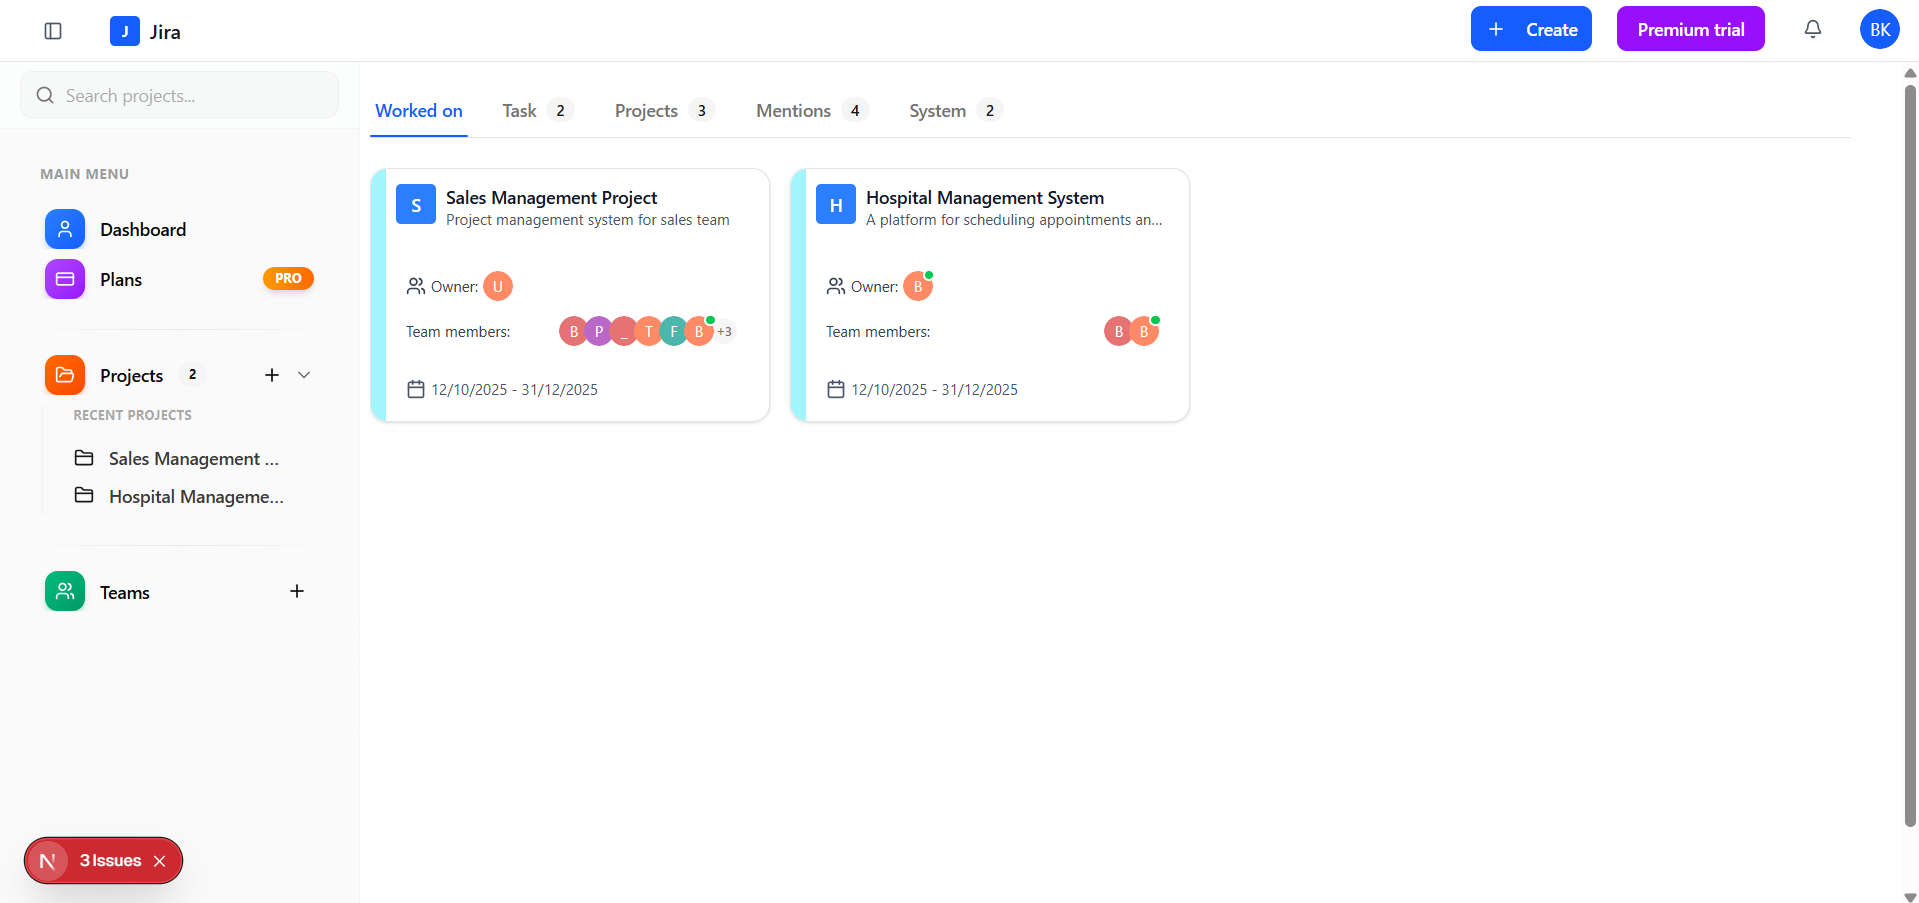 J Jira
+ Create
Premium trial
BK
Search projects...
MAIN MENU
Dashboard
Plans PRO
Projects 2
RECENT PROJECTS
Sales Management ...
Hospital Manageme...
Teams
N 3 Issues
Worked on Task 2 Projects 3 Mentions 4 System 2
S Sales Management Project
Project management system for sales team
Owner: U
Team members: B P _ T F B +3
12/10/2025 - 31/12/2025
H Hospital Management System
A platform for scheduling appointments an...
Owner: B
Team members: B B
12/10/2025 - 31/12/2025